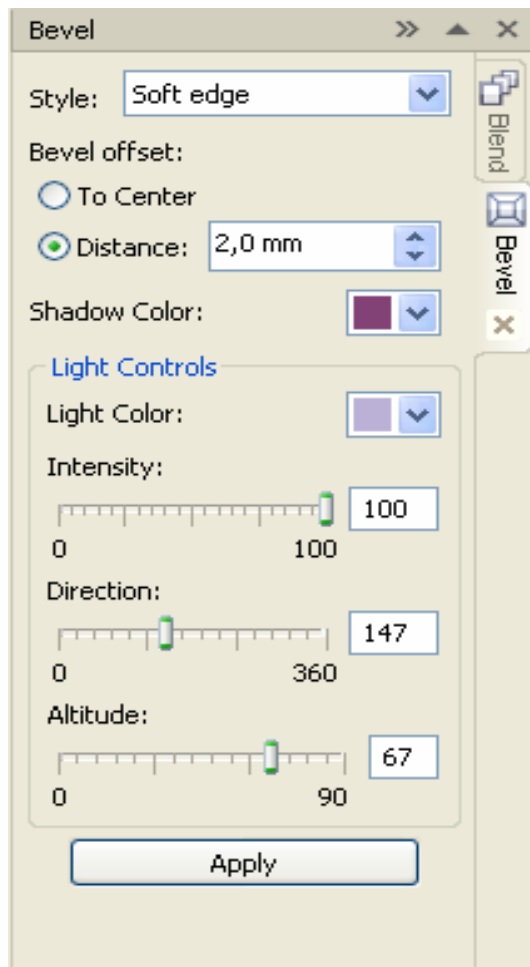 Bevel
Style: Soft edge
Bevel offset:
To Center
Distance: 2,0 mm
Shadow Color:
Light Controls
Light Color:
Intensity:
100
0 100
Direction:
147
0 360
Altitude:
67
0 90
Apply
Blend
Bevel